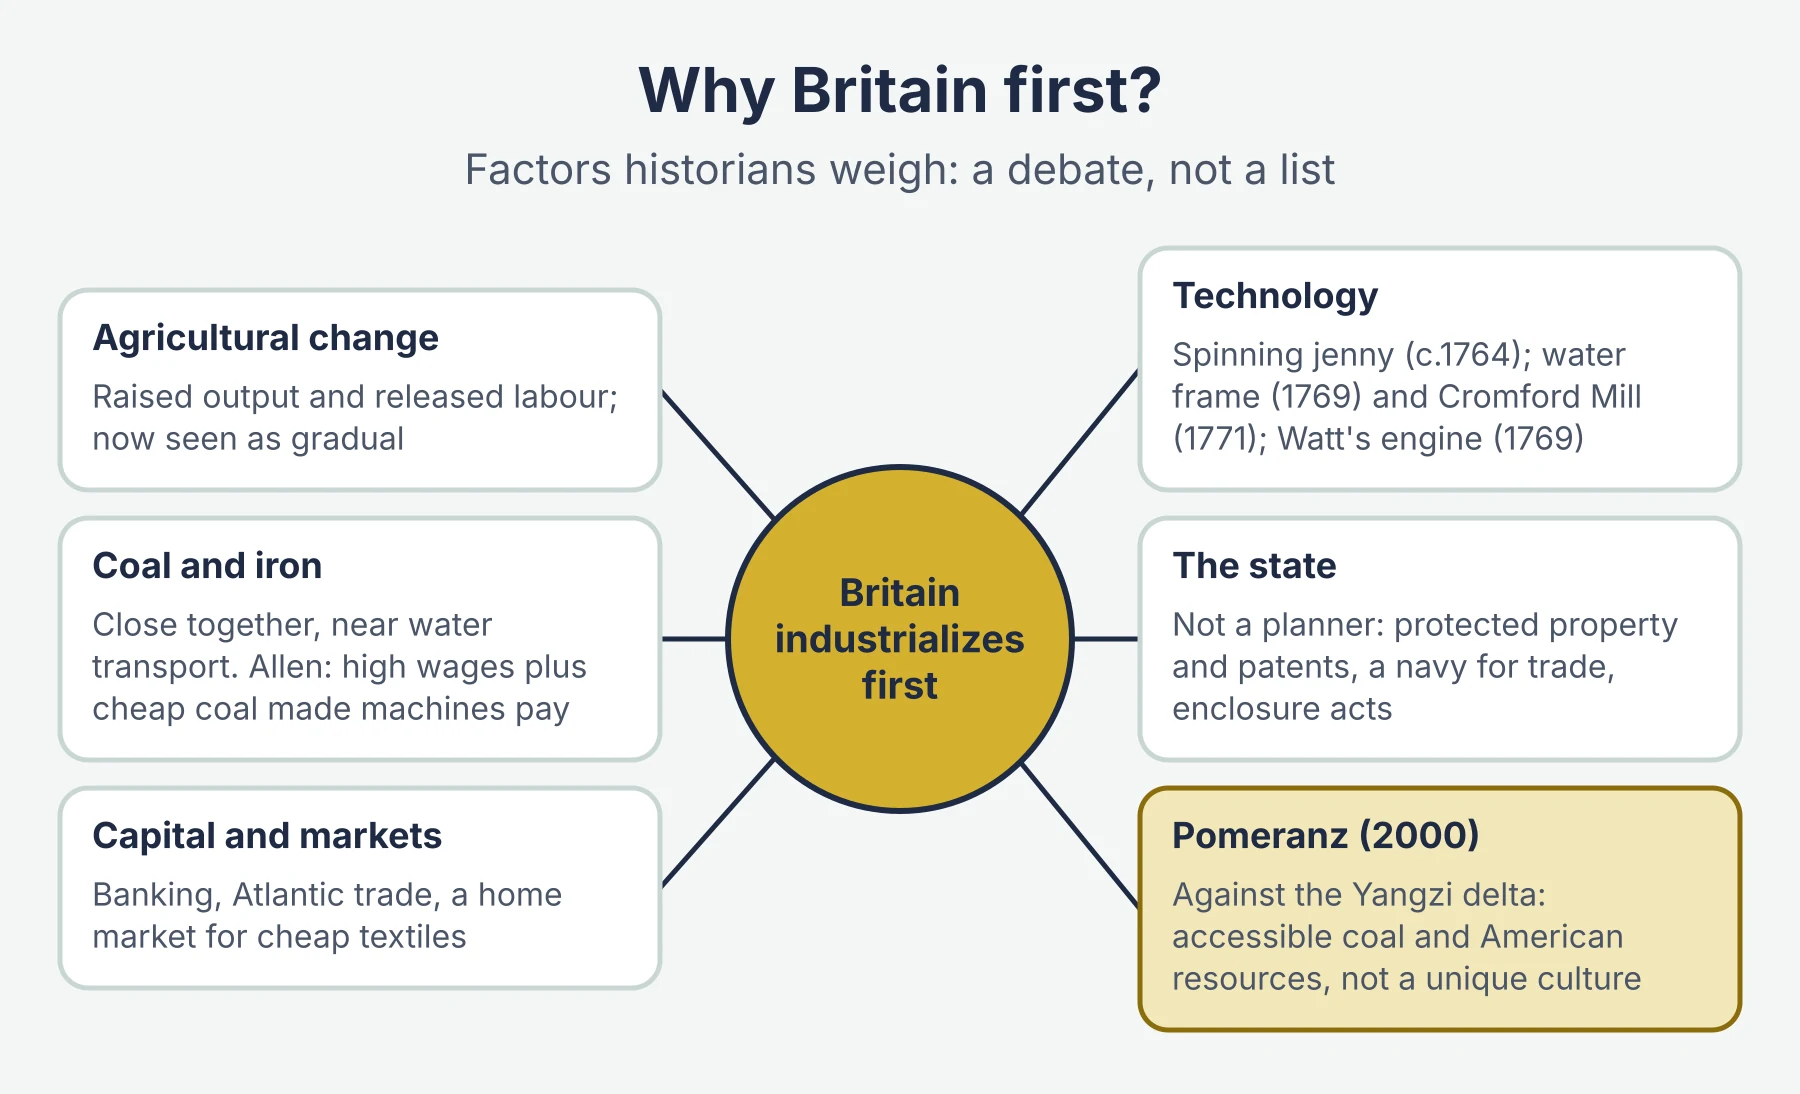 Why Britain first?
Factors historians weigh: a debate, not a list
Agricultural change
Raised output and released labour;
now seen as gradual
Coal and iron
Close together, near water
transport. Allen: high wages plus
cheap coal made machines pay
Capital and markets
Banking, Atlantic trade, a home
market for cheap textiles
Britain
industrializes
first
Technology
Spinning jenny (c.1764); water
frame (1769) and Cromford Mill
(1771); Watt's engine (1769)
The state
Not a planner: protected property
and patents, a navy for trade,
enclosure acts
Pomeranz (2000)
Against the Yangzi delta:
accessible coal and American
resources, not a unique culture